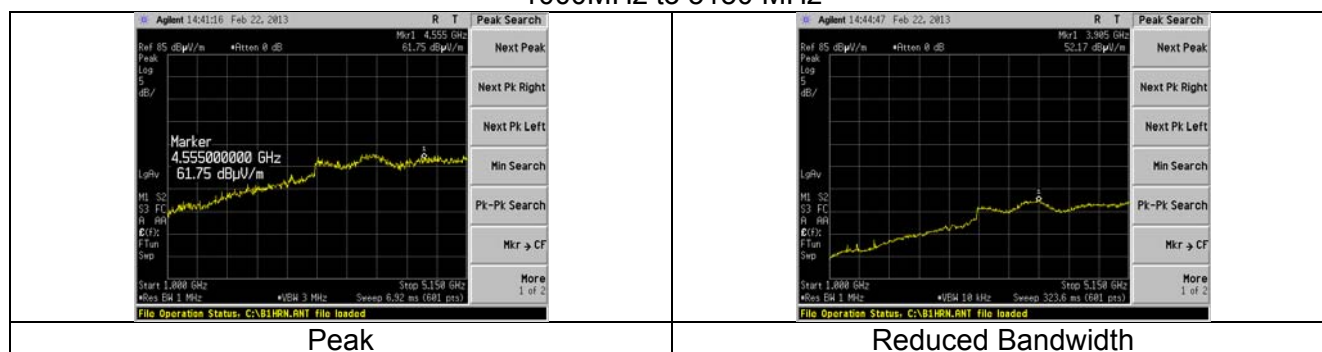 1000MHz to 5150 MHz
Agilent 14:41:16 Feb 22, 2013 R T Peak Search
Mkr1 4.555 GHz
Ref 85 dBµV/m •Atten 0 dB 61.75 dBµV/m
Next Peak
Peak
Log
5
dB/
Next Pk Right
Next Pk Left
Marker
4.555000000 GHz
61.75 dBµV/m
1
LgAv
Min Search
M1 S2
S3 FC
A AA
Pk-Pk Search
£(f):
FTun
Swp
Mkr → CF
Start 1.000 GHz Stop 5.150 GHz
•Res BW 1 MHz •VBW 3 MHz Sweep 6.92 ms (601 pts)
More
1 of 2
File Operation Status, C:\B1HRN.ANT file loaded
Peak
Agilent 14:44:47 Feb 22, 2013 R T Peak Search
Mkr1 3.905 GHz
Ref 85 dBµV/m •Atten 0 dB 52.17 dBµV/m
Next Peak
Peak
Log
5
dB/
Next Pk Right
Next Pk Left
LgAv
Min Search
1
M1 S2
S3 FC
A AA
Pk-Pk Search
£(f):
FTun
Swp
Mkr → CF
Start 1.000 GHz Stop 5.150 GHz
•Res BW 1 MHz •VBW 10 kHz Sweep 323.6 ms (601 pts)
More
1 of 2
File Operation Status, C:\B1HRN.ANT file loaded
Reduced Bandwidth